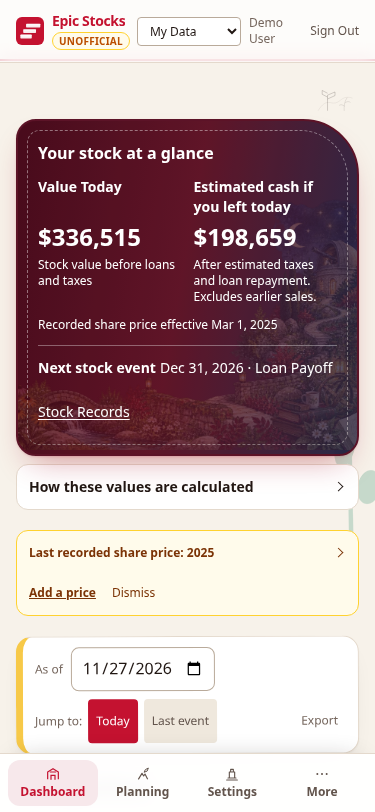 Epic Stocks
UNOFFICIAL
My Data
Demo User
Sign Out
Your stock at a glance
Value Today
$336,515
Stock value before loans
and taxes
Estimated cash if
you left today
$198,659
After estimated taxes
and loan repayment.
Excludes earlier sales.
Recorded share price effective Mar 1, 2025
Next stock event Dec 31, 2026 · Loan Payoff
Stock Records
How these values are calculated
Last recorded share price: 2025
Add a price Dismiss
As of 11/27/2026
Jump to: Today Last event Export
Dashboard Planning Settings More